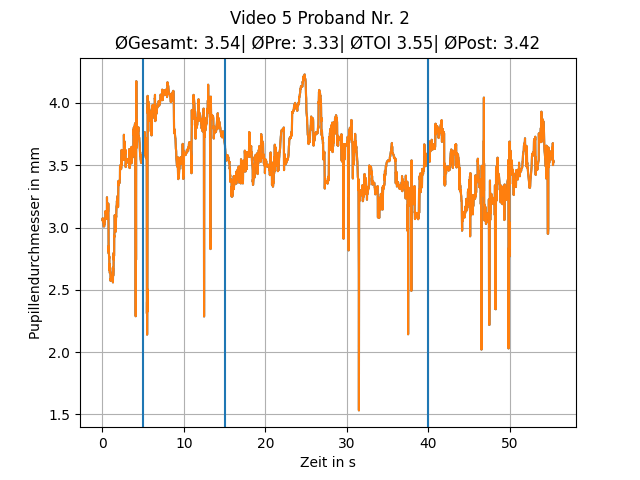 Video 5 Proband Nr. 2
ØGesamt: 3.54| ØPre: 3.33| ØTOI 3.55| ØPost: 3.42
Pupillendurchmesser in mm
4.0
3.5
3.0
2.5
2.0
1.5
0 10 20 30 40 50
Zeit in s